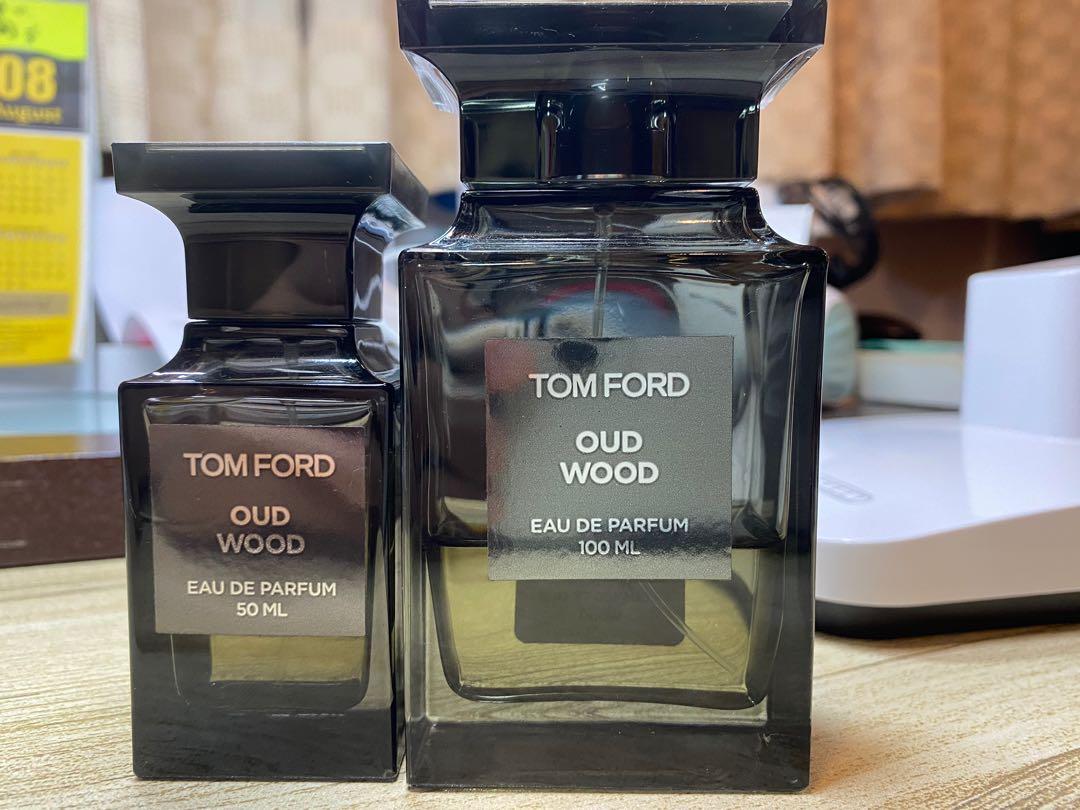 08
August
TOM FORD
OUD
WOOD
EAU DE PARFUM
50 ML
TOM FORD
OUD
WOOD
EAU DE PARFUM
100 ML